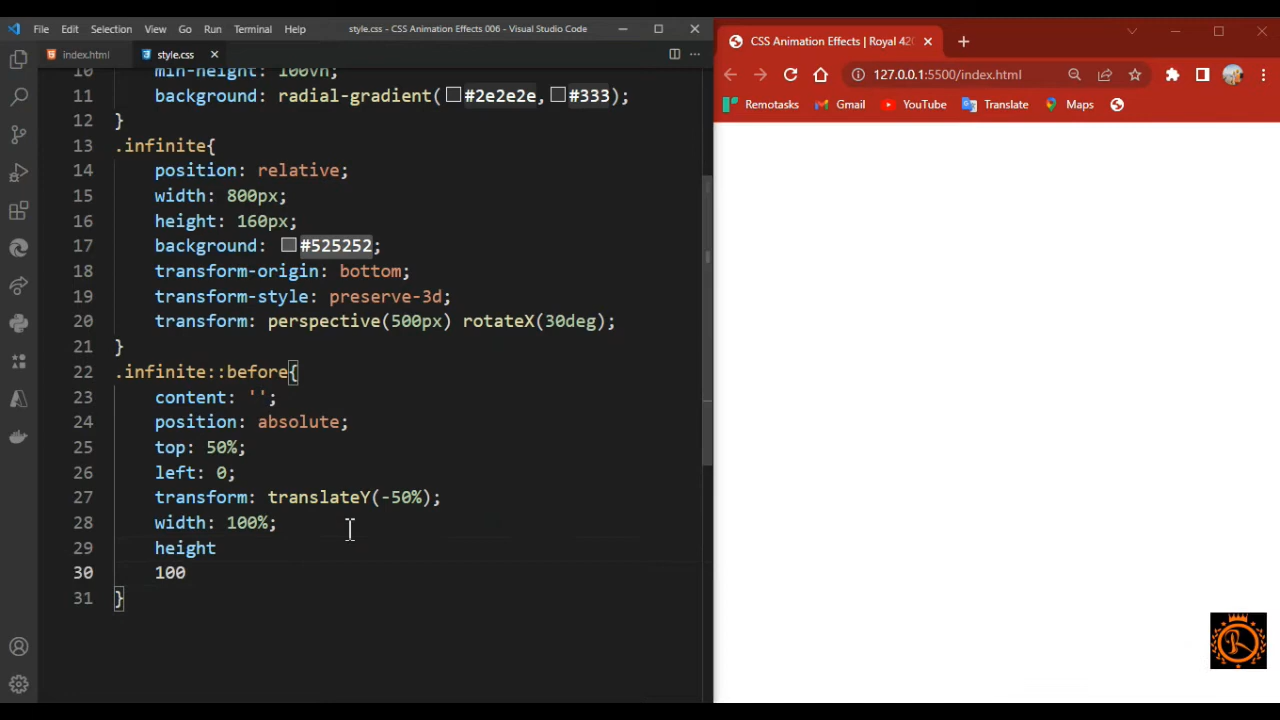 File Edit Selection View Go Run Terminal Help style.css - CSS Animation Effects 006 - Visual Studio Code
index.html style.css
10 min-height: 100vh;
11 background: radial-gradient(#2e2e2e,#333);
12 }
13 .infinite{
14 position: relative;
15 width: 800px;
16 height: 160px;
17 background: #525252;
18 transform-origin: bottom;
19 transform-style: preserve-3d;
20 transform: perspective(500px) rotateX(30deg);
21 }
22 .infinite::before{
23 content: '';
24 position: absolute;
25 top: 50%;
26 left: 0;
27 transform: translateY(-50%);
28 width: 100%;
29 height
30 100
31 }
CSS Animation Effects | Royal 420
127.0.0.1:5500/index.html
Remotasks Gmail YouTube Translate Maps